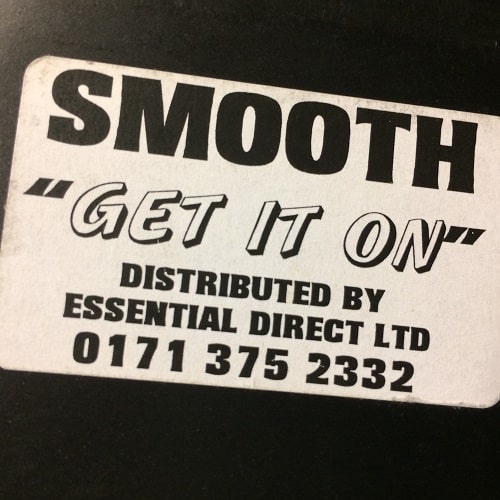 SMOOTH
"GET IT ON"
DISTRIBUTED BY
ESSENTIAL DIRECT LTD
0171 375 2332